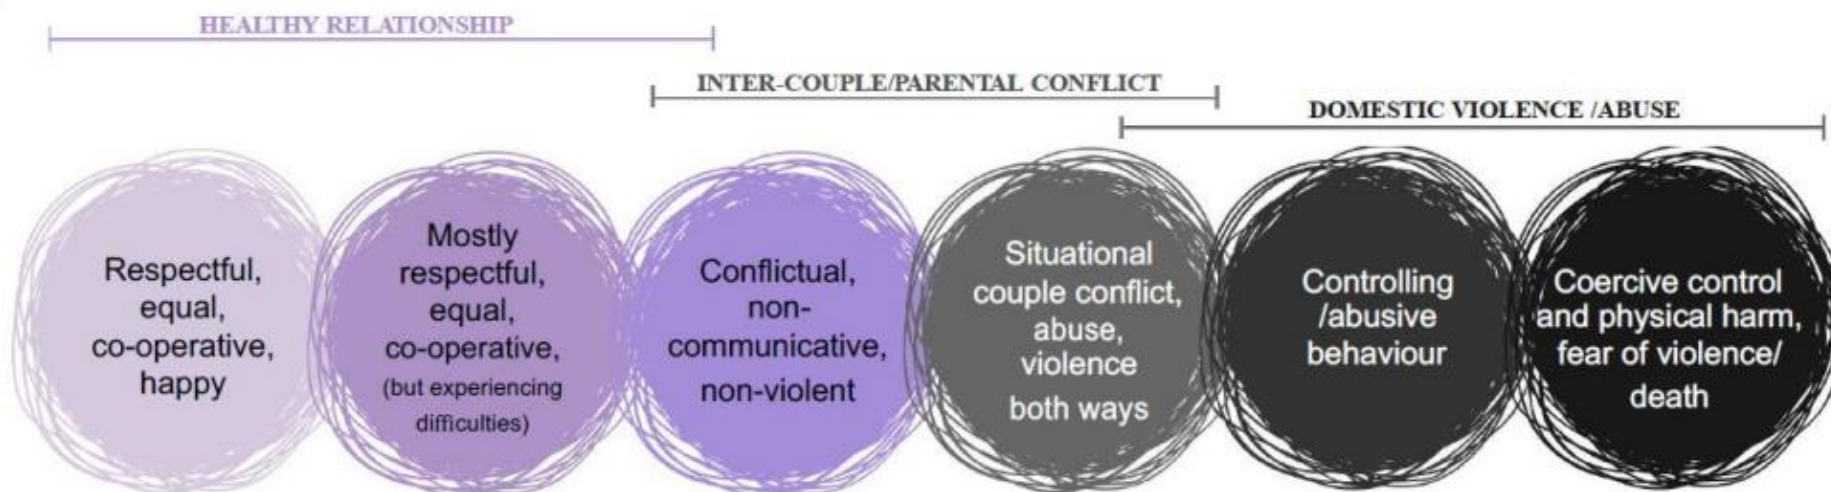 HEALTHY RELATIONSHIP
INTER-COUPLE/PARENTAL CONFLICT
DOMESTIC VIOLENCE /ABUSE
Respectful,
equal,
co-operative,
happy
Mostly
respectful,
equal,
co-operative,
(but experiencing
difficulties)
Conflictual,
non-
communicative,
non-violent
Situational
couple conflict,
abuse,
violence
both ways
Controlling
/abusive
behaviour
Coercive control
and physical harm,
fear of violence/
death